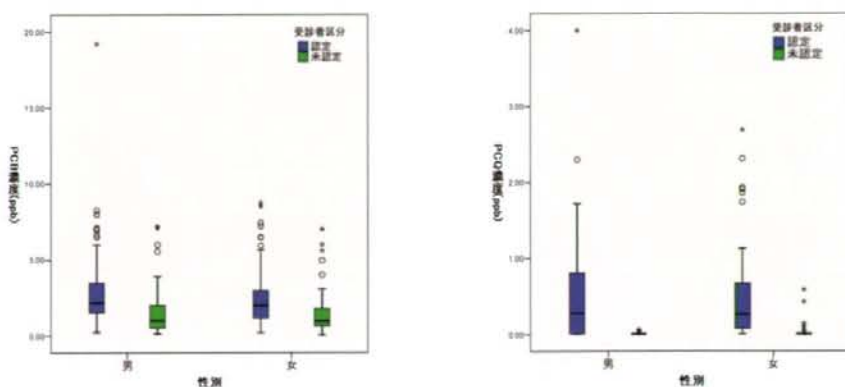 受診者区分
認定
未認定
20.00
15.00
10.00
5.00
0.00
PCB濃度(ppb)
男
女
性別
受診者区分
認定
未認定
4.00
3.00
2.00
1.00
0.00
PCQ濃度(ppb)
男
女
性別